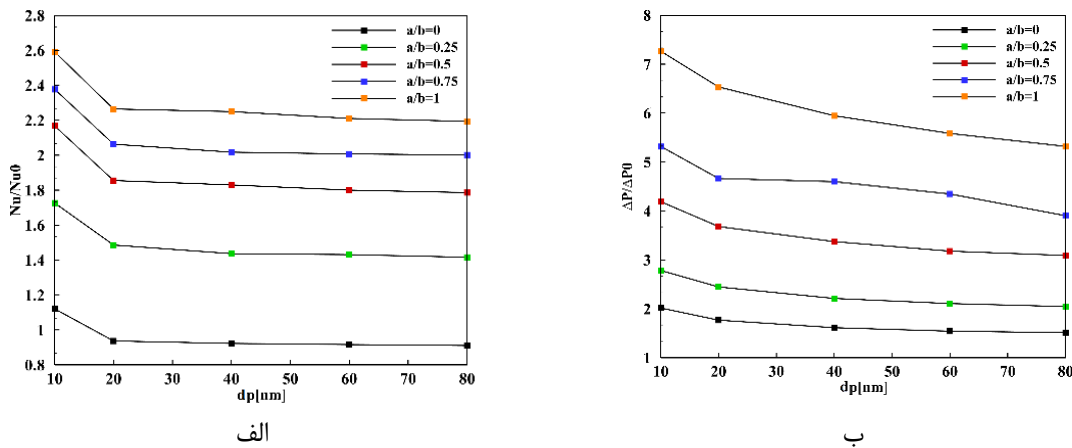 Nu/Nu0
2.8
2.6
2.4
2.2
2
1.8
1.6
1.4
1.2
1
0.8
a/b=0
a/b=0.25
a/b=0.5
a/b=0.75
a/b=1
10 20 30 40 50 60 70 80
dp[nm]
الف
ΔP/ΔP0
8
7
6
5
4
3
2
1
a/b=0
a/b=0.25
a/b=0.5
a/b=0.75
a/b=1
10 20 30 40 50 60 70 80
dp[nm]
ب